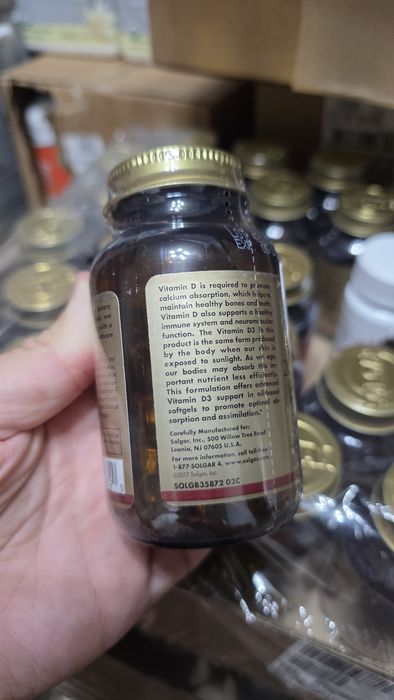 Vitamin D is required to promote
calcium absorption, which helps
maintain healthy bones and teeth.
Vitamin D also supports a healthy
immune system and neuromuscular
function. The Vitamin D3 in this
product is the same form produced
by the body when our skin is
exposed to sunlight. As we age,
our bodies may absorb this im-
portant nutrient less efficiently.
This formulation offers advanced
Vitamin D3 support in oil-based
softgels to promote optimal ab-
sorption and assimilation.*
Carefully Manufactured for:
Solgar, Inc., 500 Willow Tree Road
Leonia, NJ 07605 U.S.A.
For more information, call toll-free
1-877-SOLGAR 4, www.solgar.com
©2017 Solgar, Inc.
SOLGB35872 02C